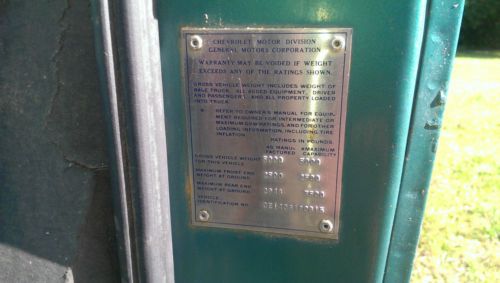 CHEVROLET MOTOR DIVISION
GENERAL MOTORS CORPORATION
WARRANTY MAY BE VOIDED IF WEIGHT
EXCEEDS ANY OF THE RATINGS SHOWN.
GROSS VEHICLE WEIGHT INCLUDES WEIGHT OF
BASE TRUCK, ALL ADDED EQUIPMENT, DRIVER
AND PASSENGERS, AND ALL PROPERTY LOADED
INTO TRUCK.
REFER TO OWNER'S MANUAL FOR EQUIP-
MENT REQUIRED FOR INTERMEDIATE OR
MAXIMUM GVW RATINGS, AND FOR OTHER
LOADING INFORMATION, INCLUDING TIRE
INFLATION.
RATINGS IN POUNDS.
AS MANU- MAXIMUM
FACTURED CAPABILITY
GROSS VEHICLE WEIGHT 5000 5000
FOR THIS VEHICLE
MAXIMUM FRONT END
WEIGHT AT GROUND
MAXIMUM REAR END
WEIGHT AT GROUND
VEHICLE
IDENTIFICATION NO.